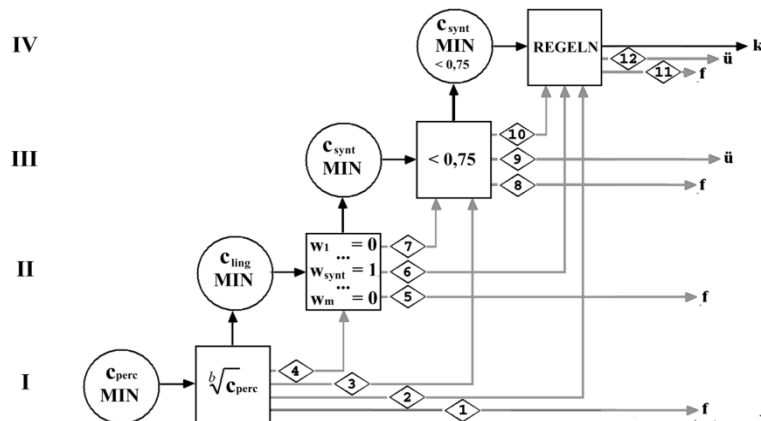 IV
c_synt
MIN
< 0,75
REGELN
k
12
ü
11
f
III
c_synt
MIN
< 0,75
10
9
ü
8
f
II
c_ling
MIN
w1 = 0
...
w_synt = 1
...
w_m = 0
7
6
5
f
I
c_perc
MIN
b√c_perc
4
3
2
1
f